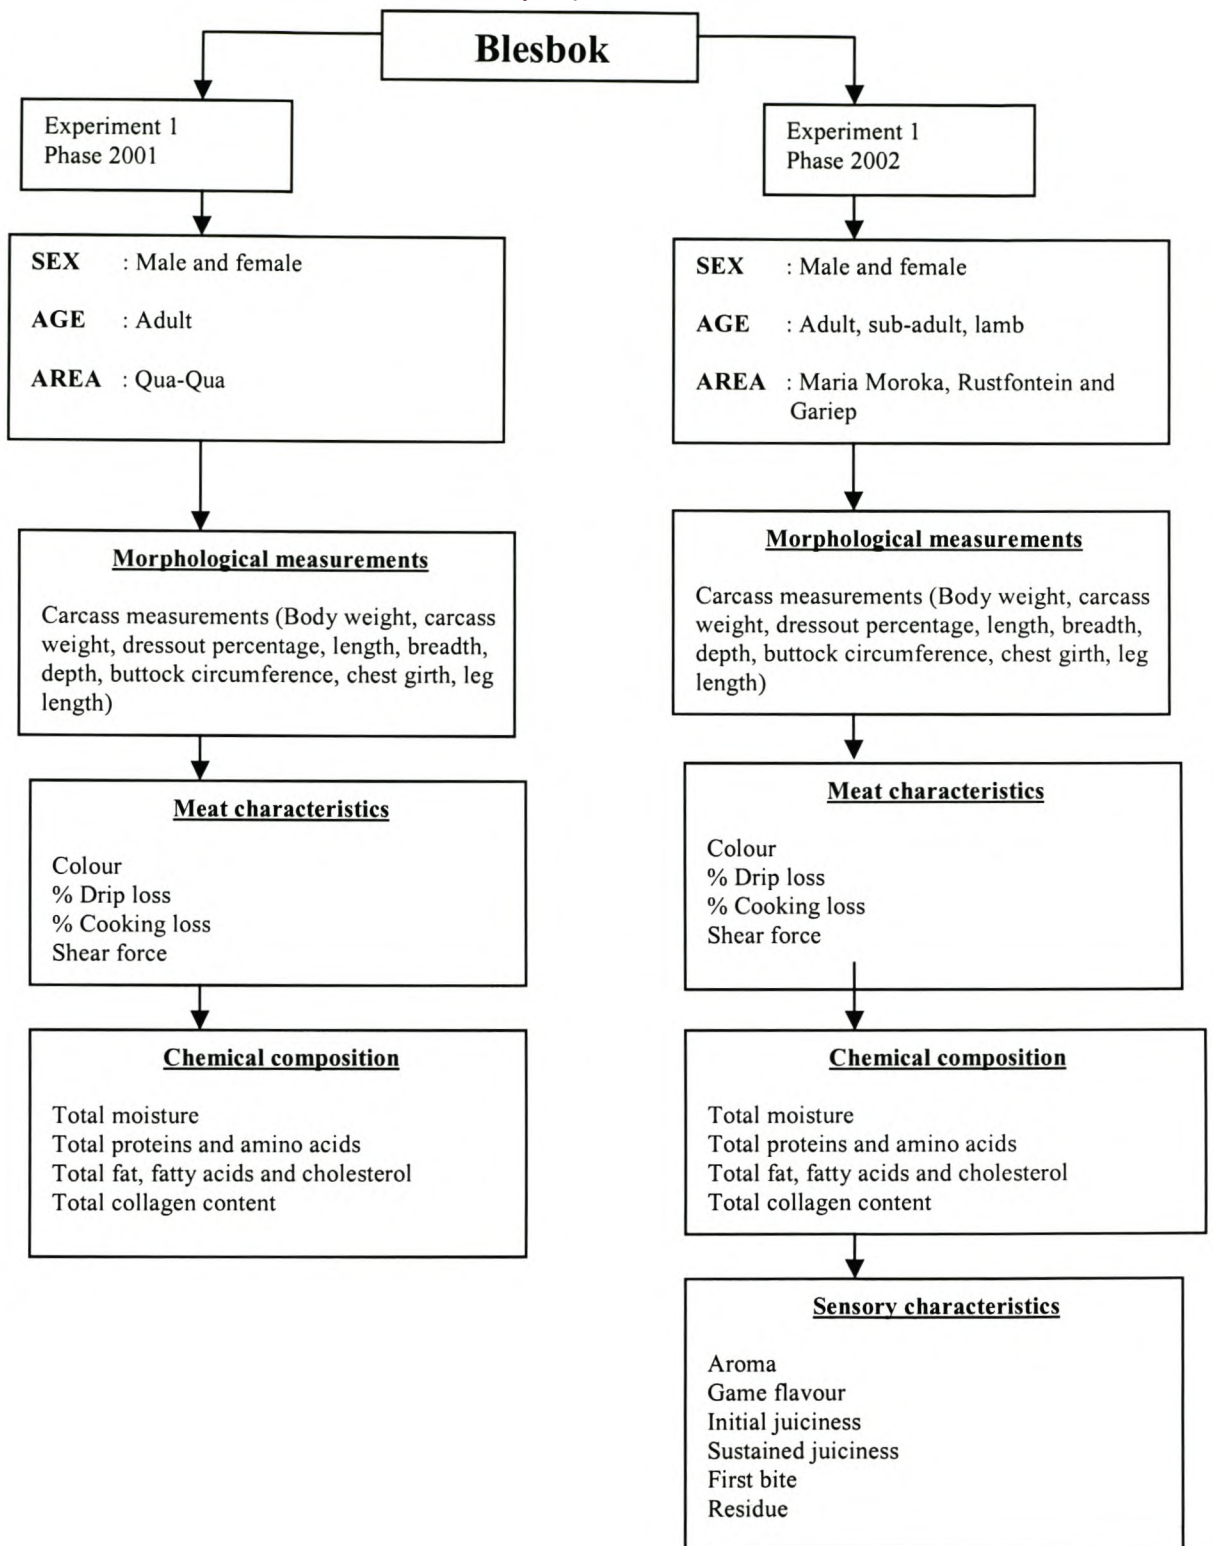 Blesbok
Experiment 1
Phase 2001
SEX : Male and female
AGE : Adult
AREA : Qua-Qua
Morphological measurements
Carcass measurements (Body weight, carcass
weight, dressout percentage, length, breadth,
depth, buttock circumference, chest girth, leg
length)
Meat characteristics
Colour
% Drip loss
% Cooking loss
Shear force
Chemical composition
Total moisture
Total proteins and amino acids
Total fat, fatty acids and cholesterol
Total collagen content
Experiment 1
Phase 2002
SEX : Male and female
AGE : Adult, sub-adult, lamb
AREA : Maria Moroka, Rustfontein and
Gariep
Morphological measurements
Carcass measurements (Body weight, carcass
weight, dressout percentage, length, breadth,
depth, buttock circumference, chest girth, leg
length)
Meat characteristics
Colour
% Drip loss
% Cooking loss
Shear force
Chemical composition
Total moisture
Total proteins and amino acids
Total fat, fatty acids and cholesterol
Total collagen content
Sensory characteristics
Aroma
Game flavour
Initial juiciness
Sustained juiciness
First bite
Residue